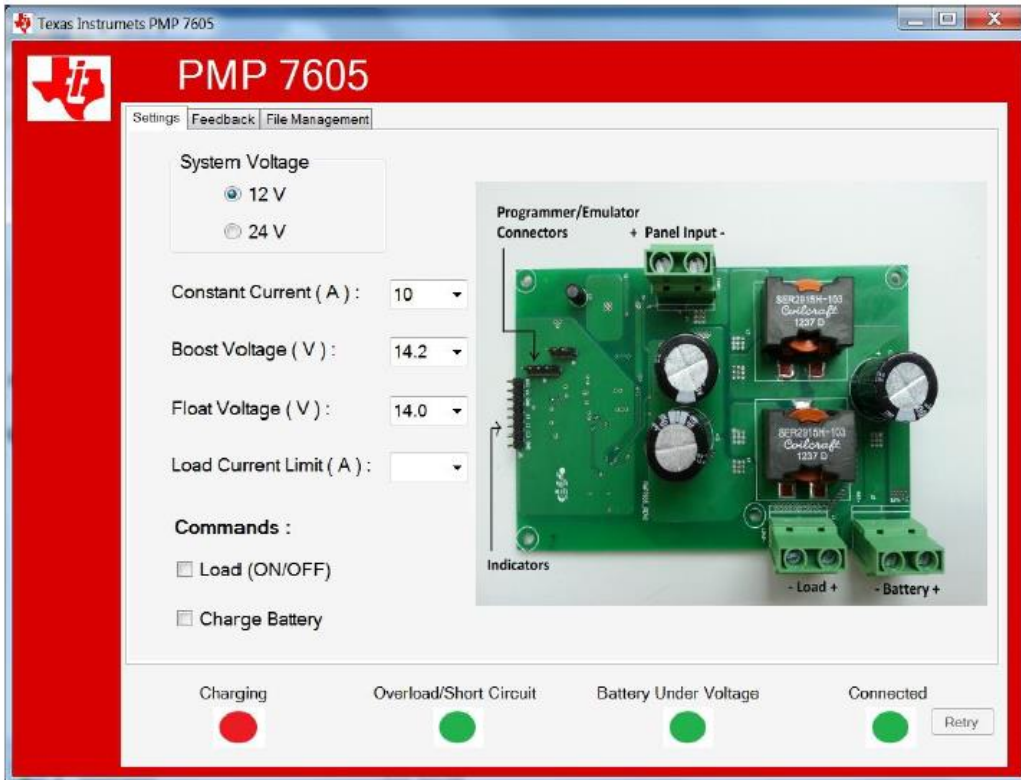 Texas Instrumets PMP 7605
PMP 7605
Settings
Feedback
File Management
System Voltage
12 V
24 V
Constant Current ( A ) :
10
Boost Voltage ( V ) :
14.2
Float Voltage ( V ) :
14.0
Load Current Limit ( A ) :
Commands :
Load (ON/OFF)
Charge Battery
Programmer/Emulator
Connectors
+ Panel Input -
SER2915H-103
Coilcraft
1237 D
SER2915H-103
Coilcraft
1237 D
Indicators
- Load +
- Battery +
Charging
Overload/Short Circuit
Battery Under Voltage
Connected
Retry